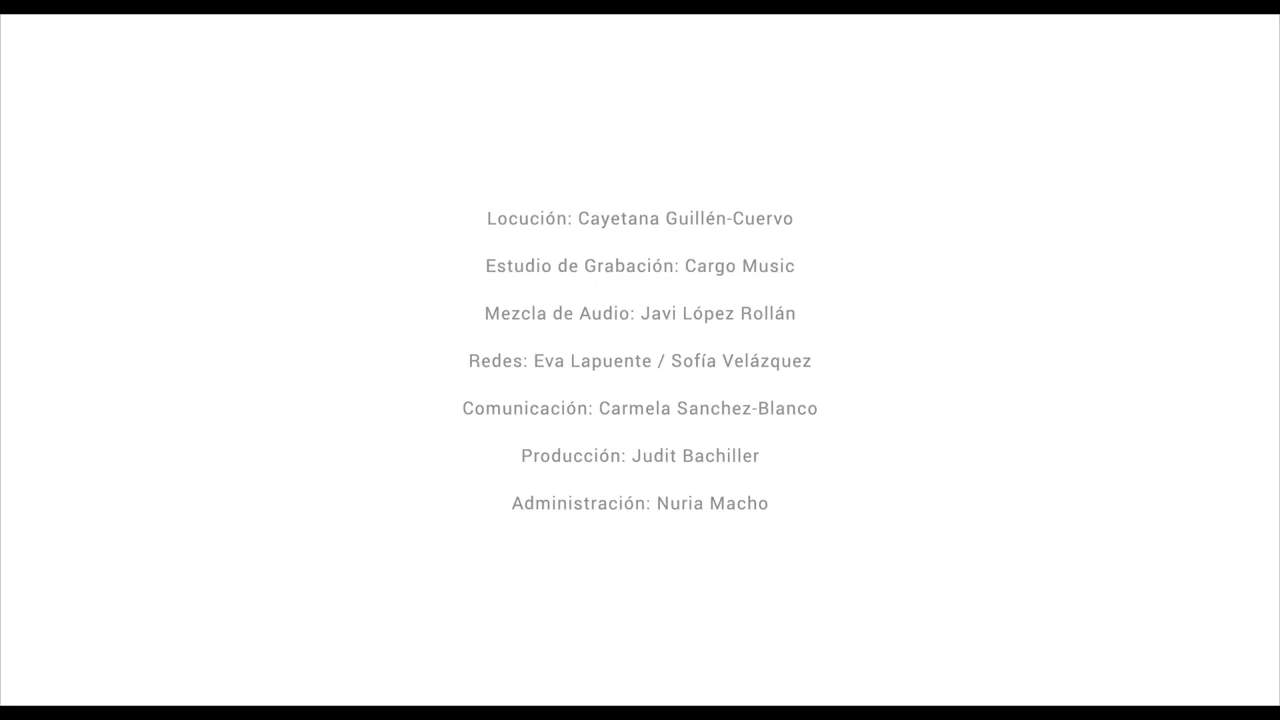 Locución: Cayetana Guillén-Cuervo
Estudio de Grabación: Cargo Music
Mezcla de Audio: Javi López Rollán
Redes: Eva Lapuente / Sofía Velázquez
Comunicación: Carmela Sanchez-Blanco
Producción: Judit Bachiller
Administración: Nuria Macho